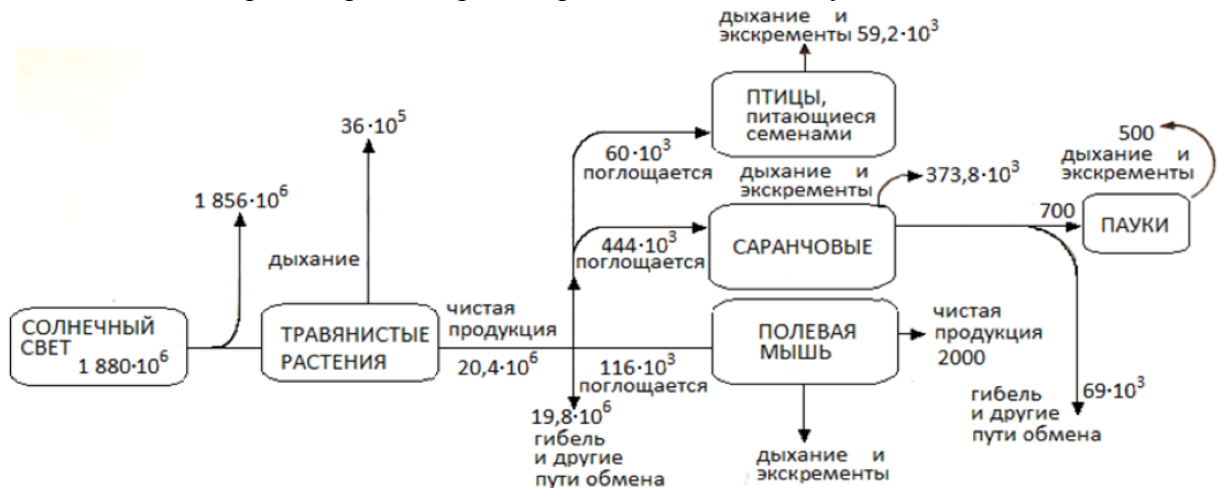 дыхание и
экскременты 59,2·10³
ПТИЦЫ,
питающиеся
семенами
36·10⁵
60·10³
поглощается
500
дыхание и
экскременты
дыхание и
экскременты
373,8·10³
1 856·10⁶
700
ПАУКИ
444·10³
поглощается
САРАНЧОВЫЕ
дыхание
чистая
продукция
20,4·10⁶
СОЛНЕЧНЫЙ
СВЕТ
1 880·10⁶
ТРАВЯНИСТЫЕ
РАСТЕНИЯ
116·10³
поглощается
ПОЛЕВАЯ
МЫШЬ
чистая
продукция
2000
19,8·10⁶
гибель
и другие
пути обмена
дыхание и
экскременты
69·10³
гибель
и другие
пути обмена